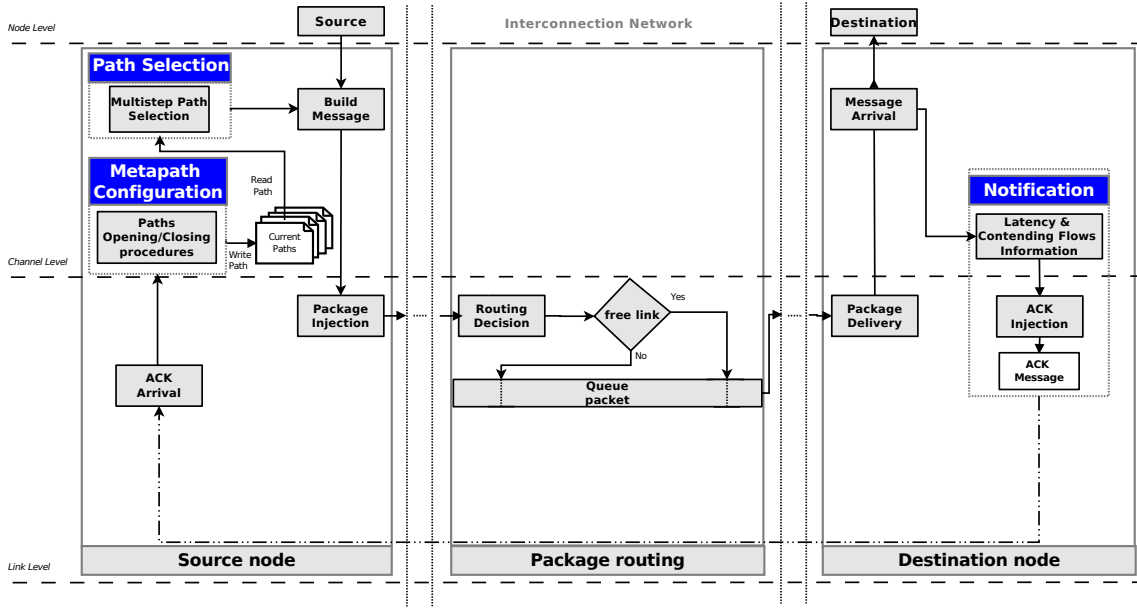 Node Level
Source
Interconnection Network
Destination
Path Selection
Multistep Path
Selection
Build
Message
Message
Arrival
Metapath
Configuration
Read
Path
Notification
Paths
Opening/Closing
procedures
Write
Path
Current
Paths
Latency &
Contending Flows
Information
Channel Level
Package
Injection
Routing
Decision
free link
Yes
No
Package
Delivery
ACK
Injection
ACK
Message
ACK
Arrival
Queue
packet
Source node
Package routing
Destination node
Link Level